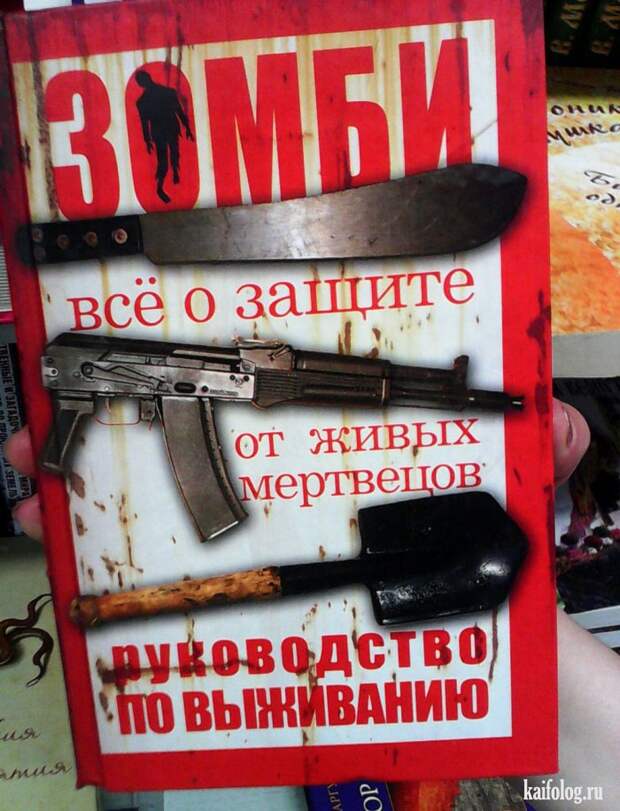 ЗОМБИ
всё о защите
от живых
мертвецов
руководство
по выживанию
kaifolog.ru